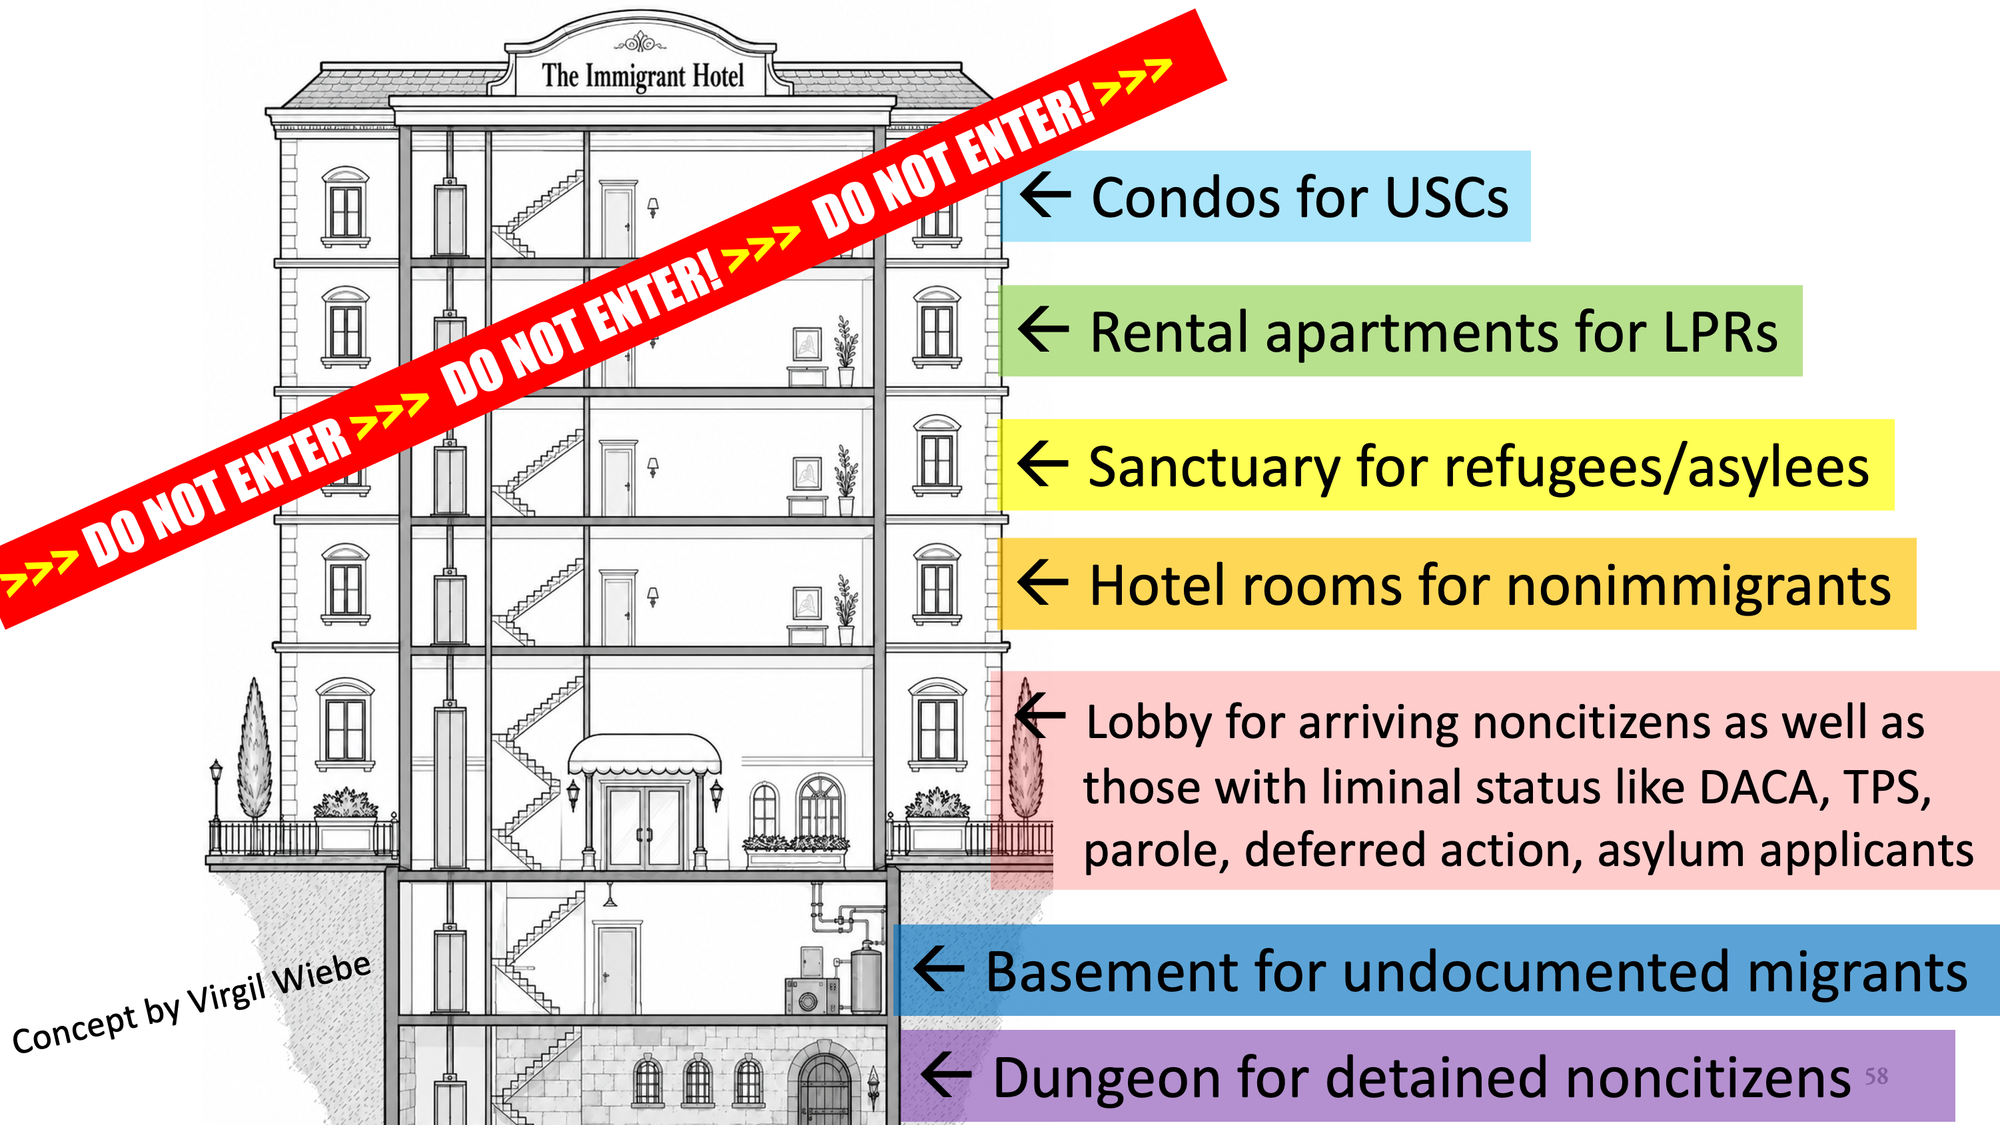 The Immigrant Hotel
>>> DO NOT ENTER >>> DO NOT ENTER! >>> DO NOT ENTER! >>>
← Condos for USCs
← Rental apartments for LPRs
← Sanctuary for refugees/asylees
← Hotel rooms for nonimmigrants
← Lobby for arriving noncitizens as well as
those with liminal status like DACA, TPS,
parole, deferred action, asylum applicants
← Basement for undocumented migrants
← Dungeon for detained noncitizens
58
Concept by Virgil Wiebe